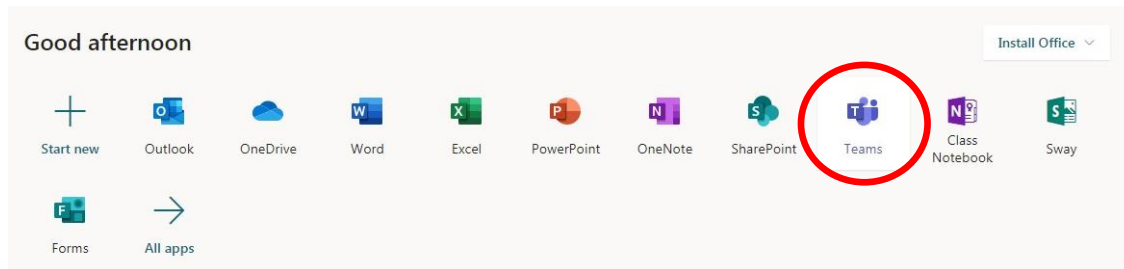 Good afternoon
Install Office
Start new
Outlook
OneDrive
Word
Excel
PowerPoint
OneNote
SharePoint
Teams
Class
Notebook
Sway
Forms
All apps
O
W
X
P
N
S
T
N
S
F